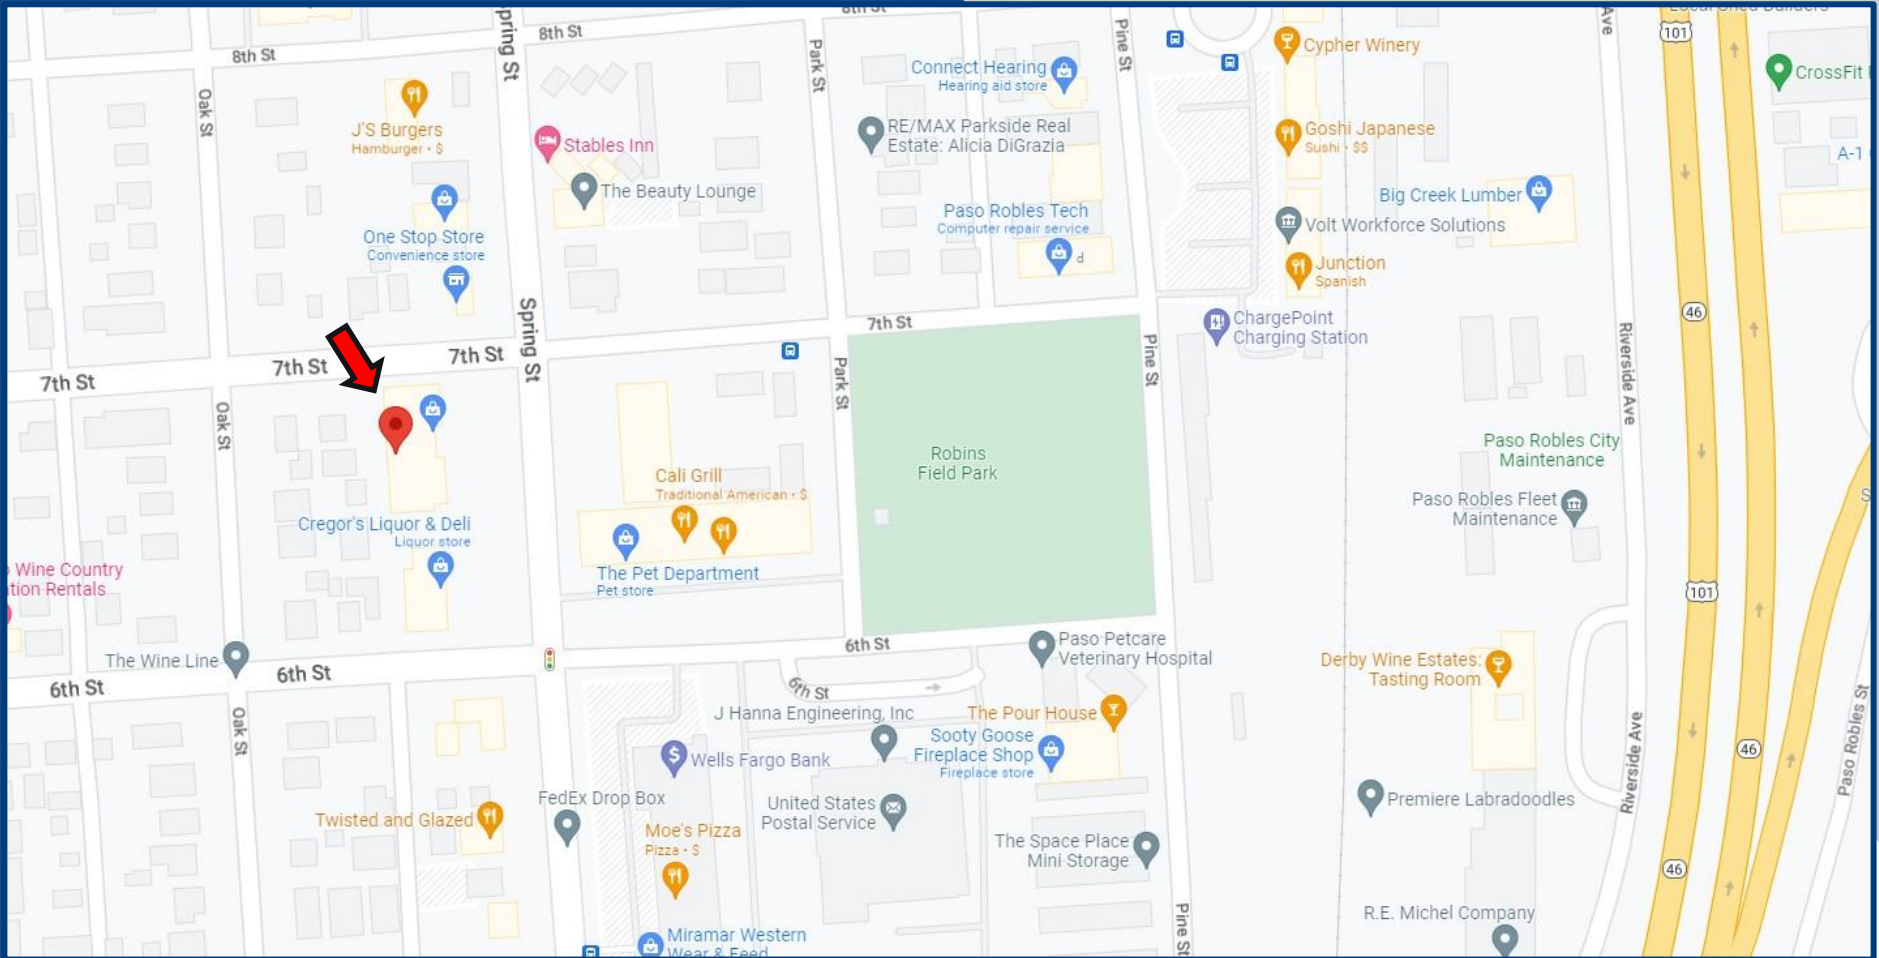 8th St
Local Shed Builders
Ave
Spring St
8th St
8th St
Park St
Pine St
101
Oak St
J'S Burgers
Hamburger · $
Connect Hearing
Hearing aid store
Cypher Winery
CrossFit
Stables Inn
RE/MAX Parkside Real
Estate: Alicia DiGrazia
Goshi Japanese
Sushi · $$
A-1
The Beauty Lounge
Big Creek Lumber
One Stop Store
Convenience store
Paso Robles Tech
Computer repair service
d
Volt Workforce Solutions
Junction
Spanish
Spring St
7th St
ChargePoint
Charging Station
46
7th St
7th St
7th St
Park St
Pine St
Riverside Ave
Oak St
Robins
Field Park
Paso Robles City
Maintenance
Cali Grill
Traditional American · $
Paso Robles Fleet
Maintenance
S
Cregor's Liquor & Deli
Liquor store
Wine Country
Rentals
The Pet Department
Pet store
101
The Wine Line
6th St
6th St
6th St
6th St
Paso Petcare
Veterinary Hospital
Derby Wine Estates:
Tasting Room
Oak St
J Hanna Engineering, Inc
The Pour House
Sooty Goose
Fireplace Shop
Fireplace store
Riverside Ave
Paso Robles St
46
$
Wells Fargo Bank
FedEx Drop Box
United States
Postal Service
Premiere Labradoodles
Twisted and Glazed
Moe's Pizza
Pizza · $
The Space Place
Mini Storage
46
Pine St
R.E. Michel Company
Miramar Western
Wear & Feed